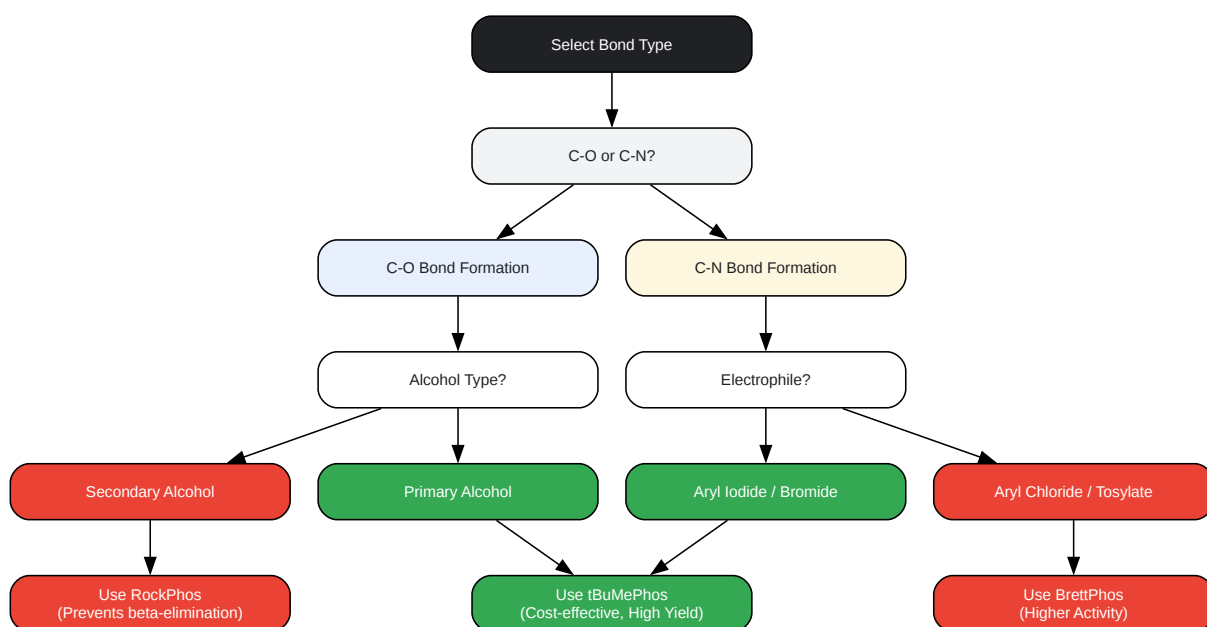 Select Bond Type
C-O or C-N?
C-O Bond Formation
C-N Bond Formation
Alcohol Type?
Electrophile?
Secondary Alcohol
Primary Alcohol
Aryl Iodide / Bromide
Aryl Chloride / Tosylate
Use RockPhos
(Prevents beta-elimination)
Use tBuMePhos
(Cost-effective, High Yield)
Use BrettPhos
(Higher Activity)